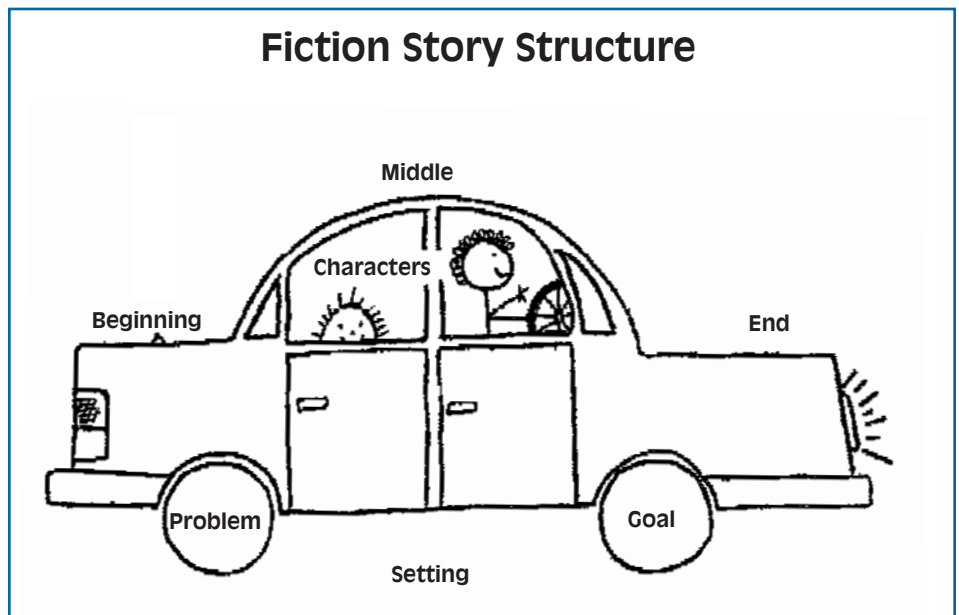 Fiction Story Structure
Middle
Characters
Beginning
End
Problem
Goal
Setting